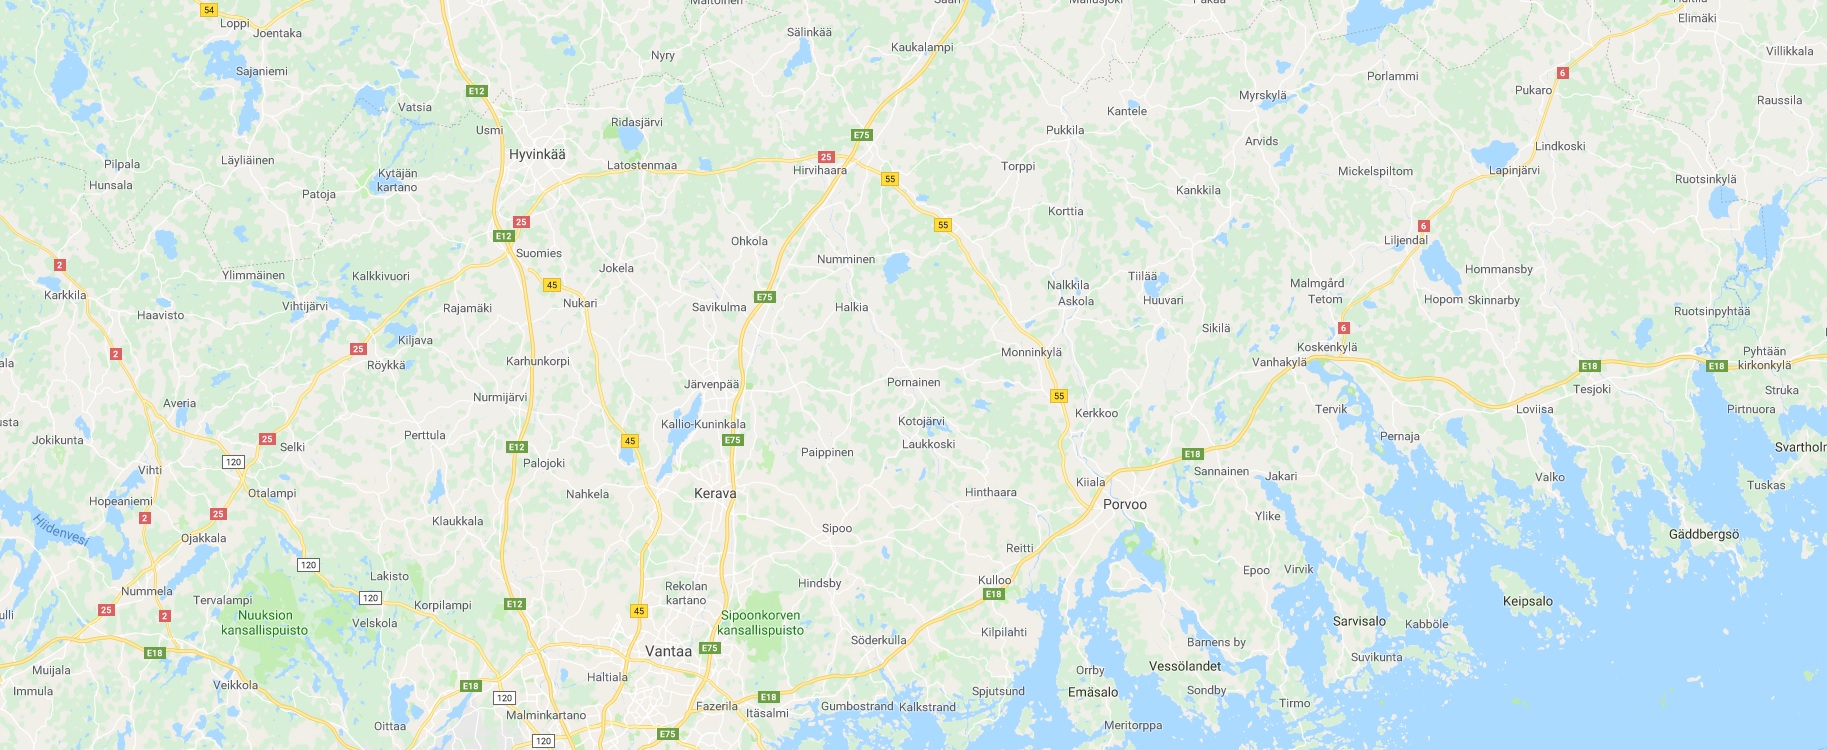 54
Loppi
Joentaka
Sälinkää
Kaukalampi
Elimäki
Nyry
Villikkala
Sajaniemi
E12
Vatsia
Porlammi
6
Pukaro
Myrskylä
Raussila
Kantele
Usmi
Ridasjärvi
E75
Pukkila
Arvids
Lindkoski
Hyvinkää
Pilpala
Läyliäinen
Latostenmaa
25
Hirvihaara
Torppi
Mickelspiltom
Lapinjärvi
Hunsala
Patoja
Kytäjän
kartano
55
Kankkila
Ruotsinkylä
25
E12
Korttia
55
6
Liljendal
Ohkola
Suomies
2
Numminen
Jokela
Ylimmäinen
Kalkkivuori
45
Nukari
Nalkkila
Askola
Tiilää
Huuvari
Hommansby
Malmgård
Tetom
Hopom
Skinnarby
Karkkila
Haavisto
Vihtijärvi
Rajamäki
Savikulma
E75
Halkia
Ruotsinpyhtää
Sikilä
6
Koskenkylä
Kiljava
25
2
Röykkä
Karhunkorpi
Monninkylä
Vanhakylä
E18
E18
Pyhtään
kirkonkylä
Järvenpää
Pornainen
55
Tesjoki
Struka
Nurmijärvi
Averia
Kerkkoo
Tervik
Loviisa
Pirtnuora
Kotojärvi
Laukkoski
Kallio-Kuninkala
E75
Jokikunta
25
Selki
Perttula
E12
45
Paippinen
Pernaja
120
Palojoki
E18
Sannainen
Vihti
Jakari
Valko
Kiiala
Tuskas
Otalampi
Nahkela
Kerava
Hinthaara
Porvoo
Hopeaniemi
2
25
Klaukkala
Ylike
Hiidenvesi
Ojakkala
Sipoo
Gäddbergsö
Reitti
120
Lakisto
Rekolan
kartano
Hindsby
Kulloo
E18
Epoo
Virvik
Nummela
Tervalampi
120
Korpilampi
E12
45
Keipsalo
25
2
Nuuksion
kansallispuisto
Velskola
Sipoonkorven
kansallispuisto
Sarvisalo
Kabböle
Kilpilahti
Söderkulla
Barnens by
E18
Vantaa
E75
Suvikunta
Muijala
Orrby
Vessölandet
Immula
Veikkola
E18
120
Haltiala
E18
Spjutsund
Emäsalo
Sondby
Tirmo
Fazerila
Itäsalmi
Gumbostrand
Kalkstrand
Oittaa
Malminkartano
Meritorppa
120
E75